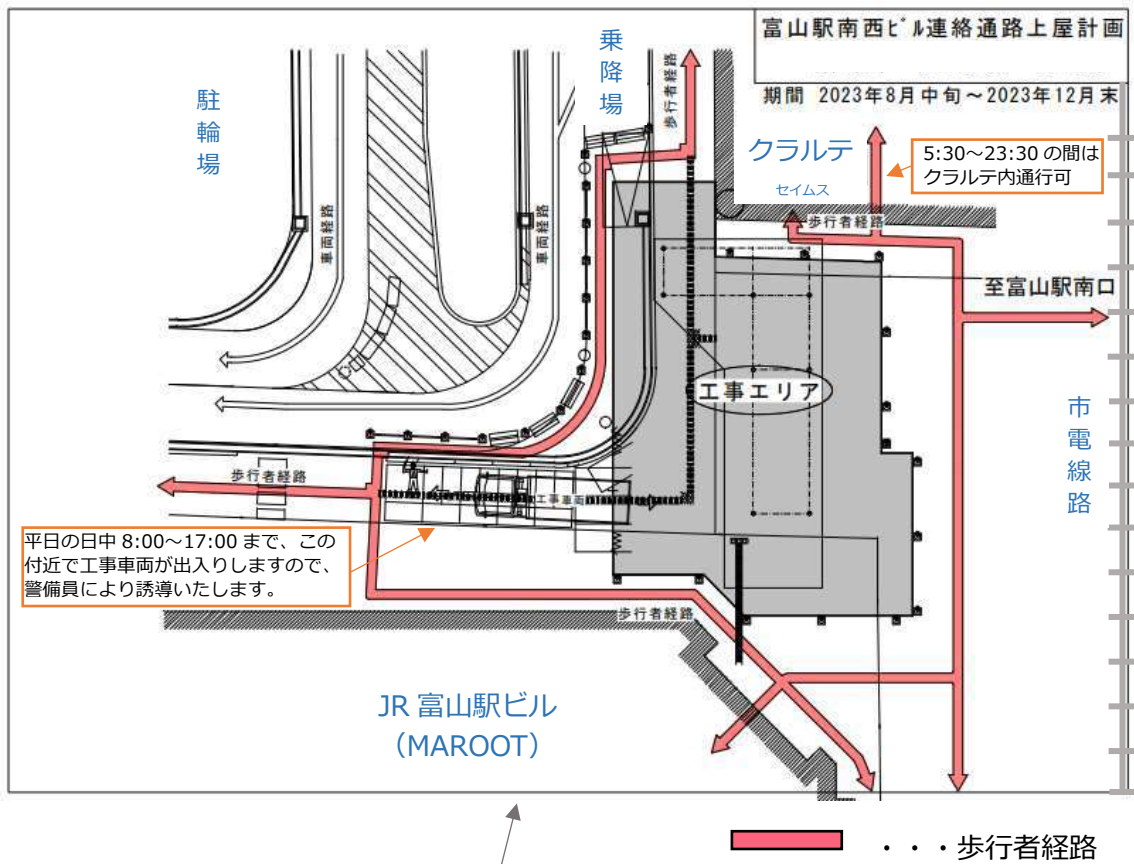 富山駅南西ビル連絡通路上屋計画
期間 2023年8月中旬～2023年12月末
乗降場
駐輪場
歩行者経路
クラルテ
セイムス
5:30～23:30 の間は
クラルテ内通行可
歩行者経路
車両経路
車両経路
至富山駅南口
工事エリア
市電線路
歩行者経路
工事車両
平日の日中 8:00～17:00 まで、この
付近で工事車両が出入りしますので、
警備員により誘導いたします。
歩行者経路
JR 富山駅ビル
（MAROOT）
・・・歩行者経路